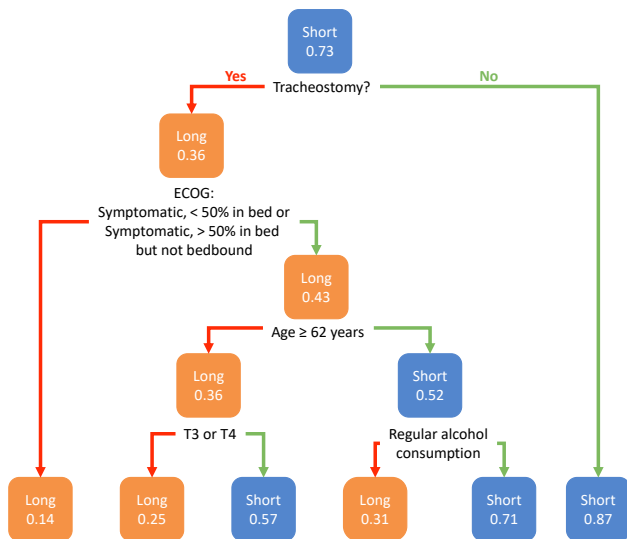 Short
0.73
Yes
Tracheostomy?
No
Long
0.36
ECOG:
Symptomatic, < 50% in bed or
Symptomatic, > 50% in bed
but not bedbound
Long
0.43
Age ≥ 62 years
Long
0.36
Short
0.52
T3 or T4
Regular alcohol
consumption
Long
0.14
Long
0.25
Short
0.57
Long
0.31
Short
0.71
Short
0.87